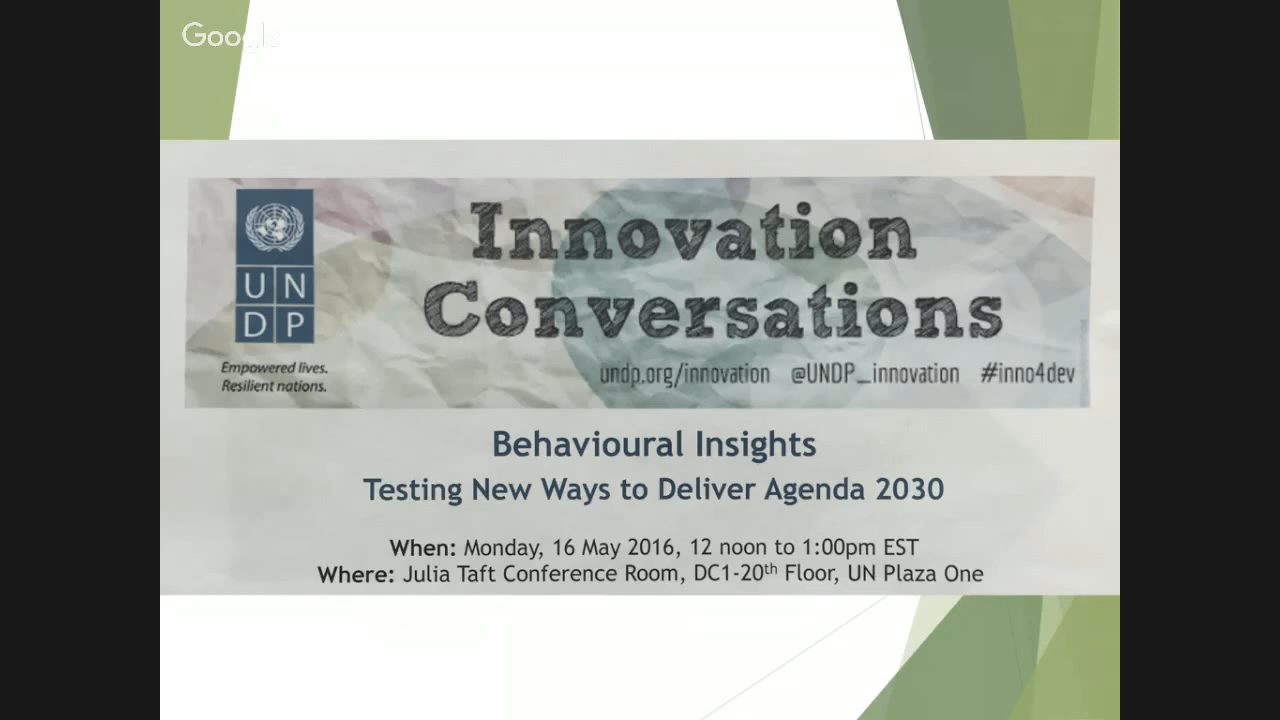 Google
UN
DP
Empowered lives.
Resilient nations.
Innovation
Conversations
undp.org/innovation @UNDP_innovation #inno4dev
Behavioural Insights
Testing New Ways to Deliver Agenda 2030
When: Monday, 16 May 2016, 12 noon to 1:00pm EST
Where: Julia Taft Conference Room, DC1-20th Floor, UN Plaza One